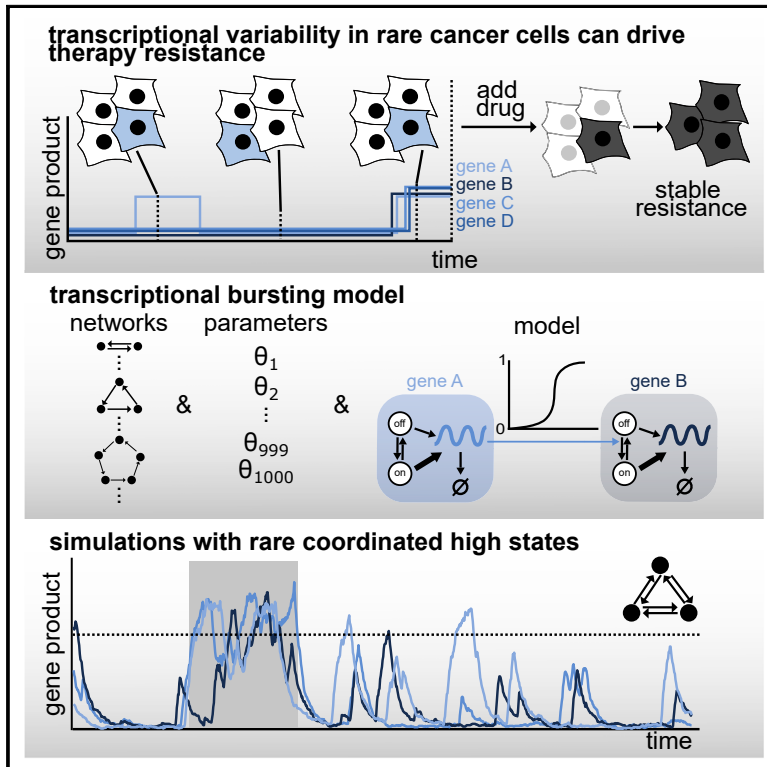 transcriptional variability in rare cancer cells can drive
therapy resistance
add
drug
gene product
gene A
gene B
gene C
gene D
time
stable
resistance
transcriptional bursting model
networks
&
parameters
θ1
θ2
θ999
θ1000
&
model
1
0
gene A
off
on
Ø
gene B
off
on
Ø
simulations with rare coordinated high states
gene product
time